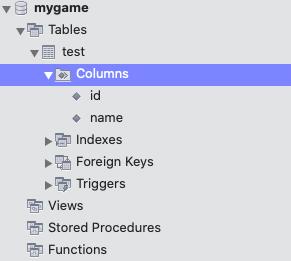 mygame
Tables
test
Columns
id
name
Indexes
Foreign Keys
Triggers
Views
Stored Procedures
Functions